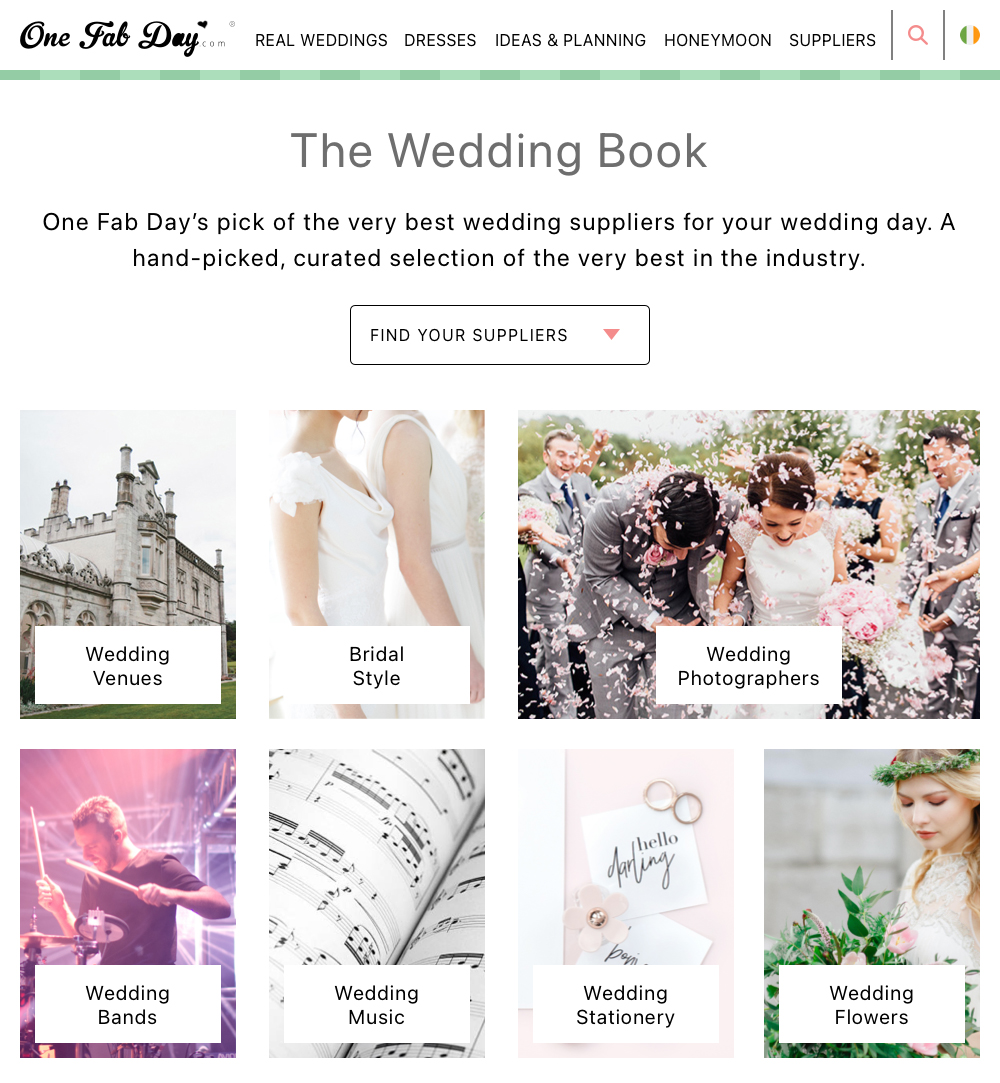 One Fab Day.com ®
REAL WEDDINGS DRESSES IDEAS & PLANNING HONEYMOON SUPPLIERS
The Wedding Book
One Fab Day’s pick of the very best wedding suppliers for your wedding day. A
hand-picked, curated selection of the very best in the industry.
FIND YOUR SUPPLIERS
Wedding
Venues
Bridal
Style
Wedding
Photographers
hello
darling
Wedding
Bands
Wedding
Music
Wedding
Stationery
Wedding
Flowers